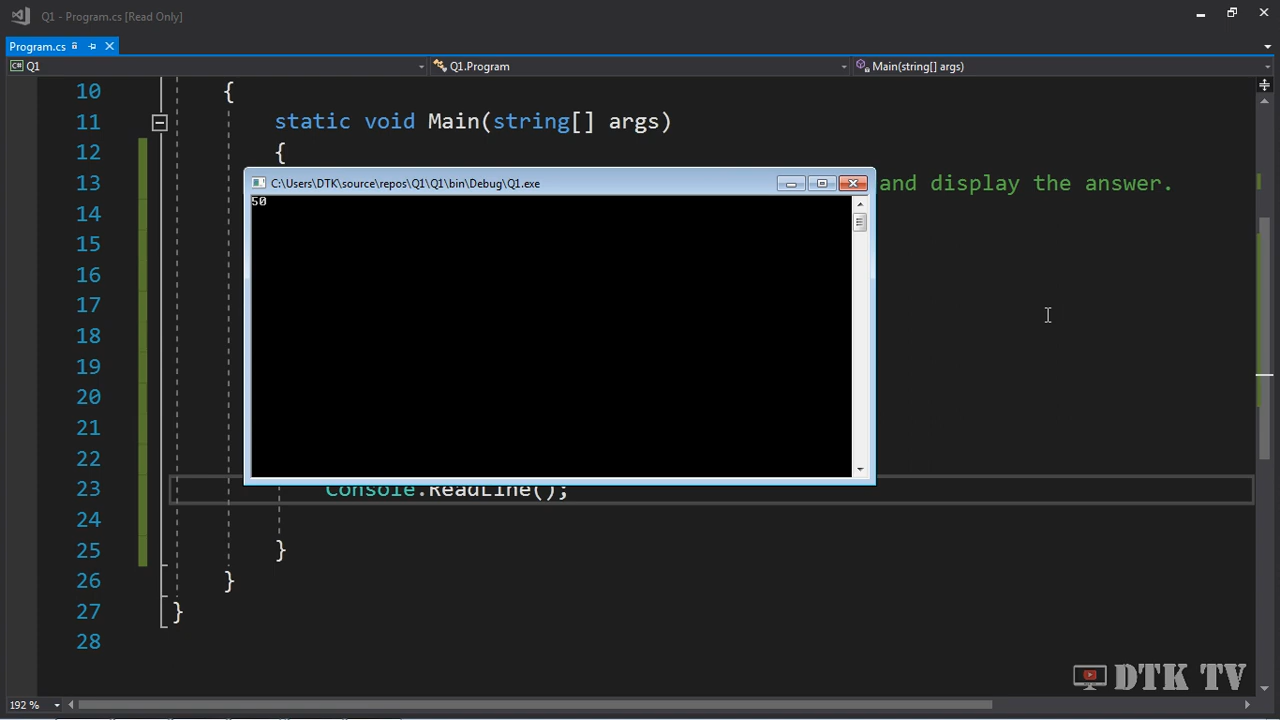 Q1 - Program.cs [Read Only]
Program.cs
Q1 Q1.Program Main(string[] args)
10 {
11 static void Main(string[] args)
12 {
C:\Users\DTK\source\repos\Q1\Q1\bin\Debug\Q1.exe
13 and display the answer.
50
14
15
16
17
18
19
20
21
22
23 Console.ReadLine();
24
25 }
26 }
27 }
28
DTK TV
192 %